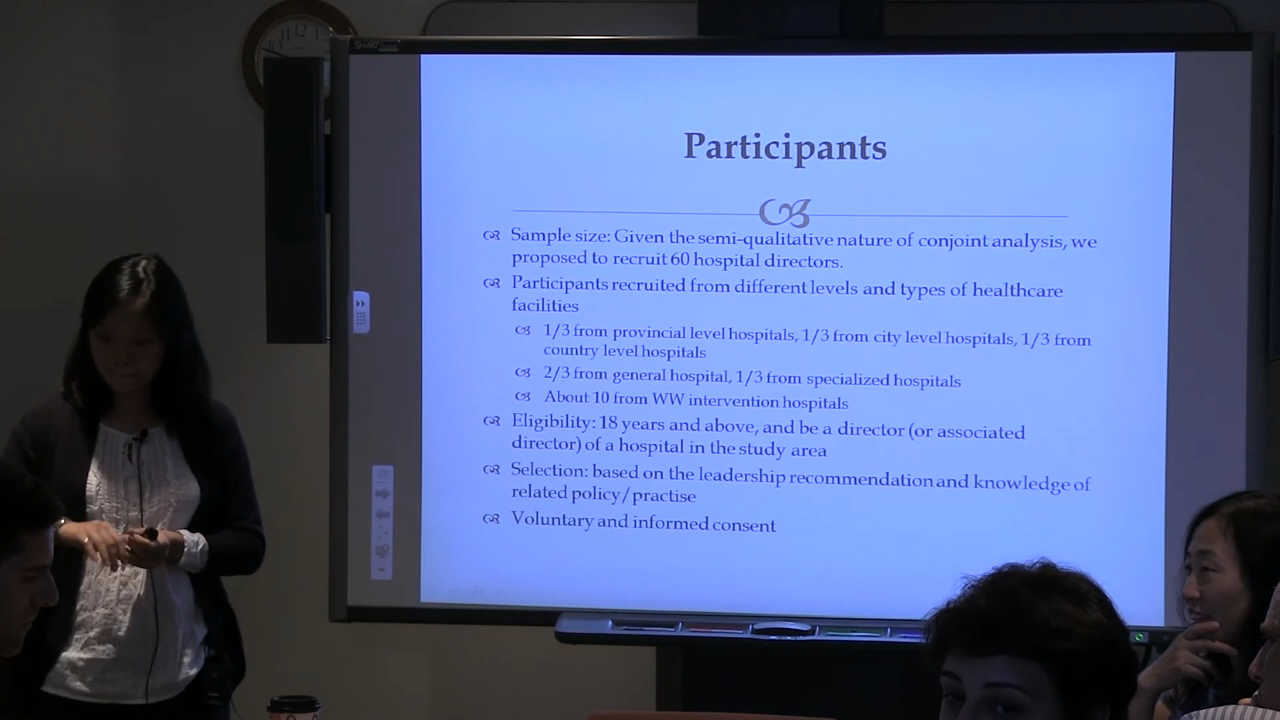 SMART
Participants
Sample size: Given the semi-qualitative nature of conjoint analysis, we
proposed to recruit 60 hospital directors.
Participants recruited from different levels and types of healthcare
facilities
1/3 from provincial level hospitals, 1/3 from city level hospitals, 1/3 from
country level hospitals
2/3 from general hospital, 1/3 from specialized hospitals
About 10 from WW intervention hospitals
Eligibility: 18 years and above, and be a director (or associated
director) of a hospital in the study area
Selection: based on the leadership recommendation and knowledge of
related policy/practise
Voluntary and informed consent